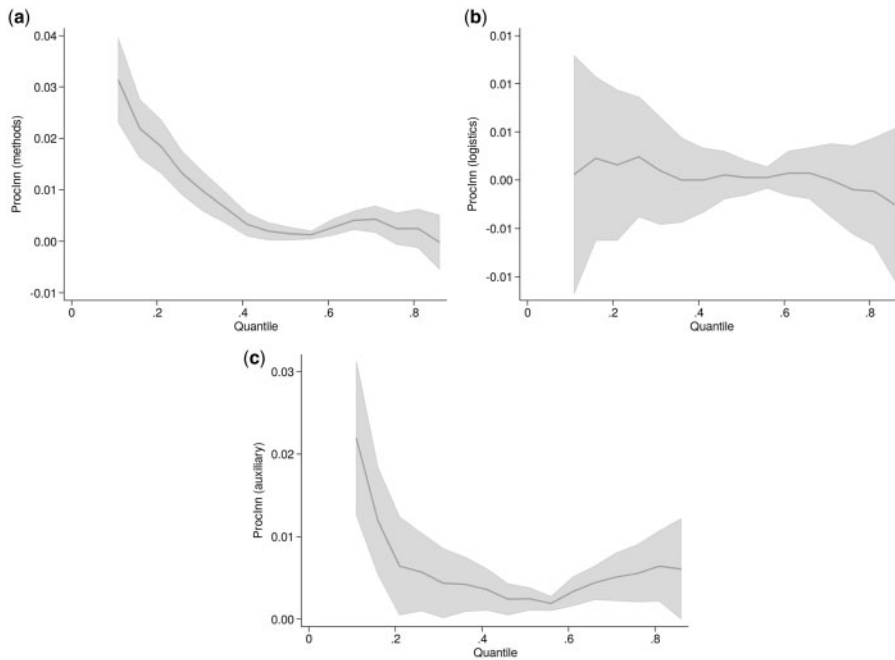 (a)
0.04
0.03
0.02
0.01
0.00
-0.01
ProcInn (methods)
0 .2 .4 .6 .8
Quantile
(b)
0.01
0.01
0.00
-0.01
-0.01
ProcInn (logistics)
0 .2 .4 .6 .8
Quantile
(c)
0.03
0.02
0.01
0.00
ProcInn (auxiliary)
0 .2 .4 .6 .8
Quantile